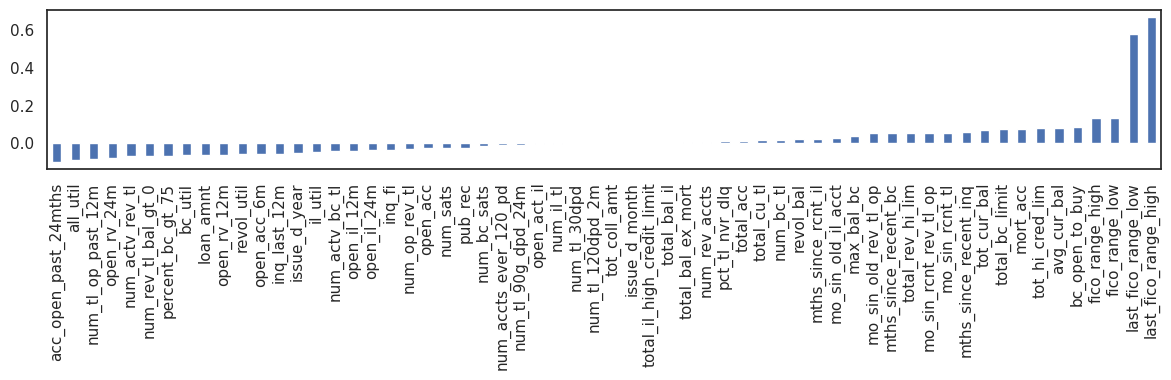 0.6
0.4
0.2
0.0
acc_open_past_24mths
all_util
num_tl_op_past_12m
open_rv_24m
num_actv_rev_tl
num_rev_tl_bal_gt_0
percent_bc_gt_75
bc_util
loan_amnt
open_rv_12m
revol_util
open_acc_6m
inq_last_12m
issue_d_year
il_util
num_actv_bc_tl
open_il_12m
open_il_24m
inq_fi
num_op_rev_tl
open_acc
num_sats
pub_rec
num_bc_sats
num_accts_ever_120_pd
num_tl_90g_dpd_24m
open_act_il
num_il_tl
num_tl_30dpd
num_tl_120dpd_2m
tot_coll_amt
issue_d_month
total_il_high_credit_limit
total_bal_il
total_bal_ex_mort
num_rev_accts
pct_tl_nvr_dlq
total_acc
total_cu_tl
num_bc_tl
revol_bal
mths_since_rcnt_il
mo_sin_old_il_acct
max_bal_bc
mo_sin_old_rev_tl_op
mths_since_recent_bc
total_rev_hi_lim
mo_sin_rcnt_rev_tl_op
mo_sin_rcnt_tl
mths_since_recent_inq
tot_cur_bal
total_bc_limit
mort_acc
tot_hi_cred_lim
avg_cur_bal
bc_open_to_buy
fico_range_high
fico_range_low
last_fico_range_low
last_fico_range_high